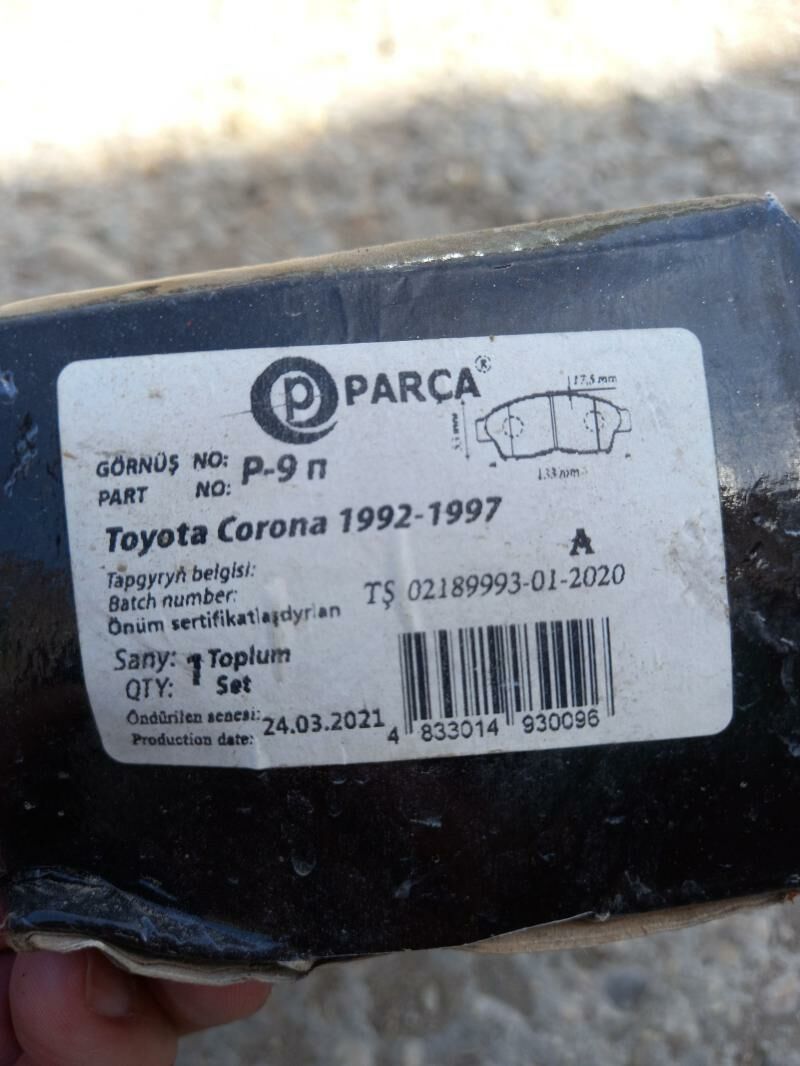 PARÇA®
17,5 mm
133 mm
GÖRNÜŞ NO: P-9 п
PART NO:
Toyota Corona 1992-1997
A
Tapgyryň belgisi:
Batch number: TŞ 02189993-01-2020
Önüm sertifikatlaşdyrlan
Sany: 1 Toplum
QTY: Set
Öndürilen senesi: 24.03.2021
Production date:
4 833014 930096